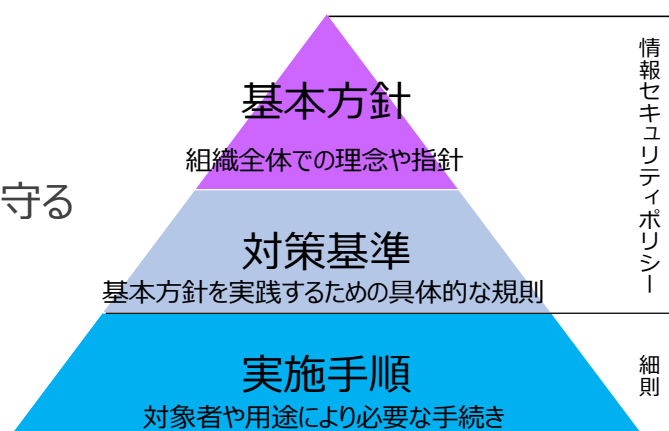 基本方針
組織全体での理念や指針
守る
対策基準
基本方針を実践するための具体的な規則
実施手順
対象者や用途により必要な手続き
情報セキュリティポリシー
細則